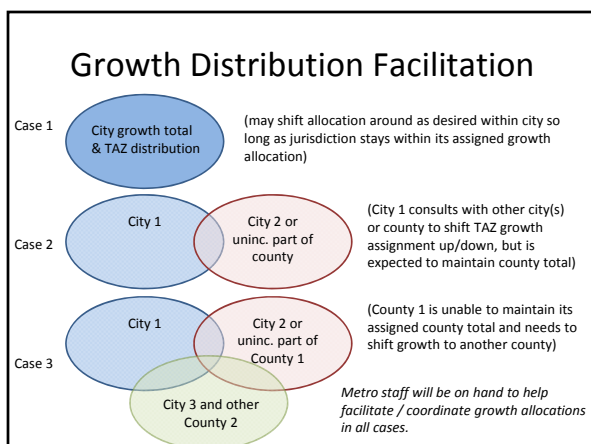 Growth Distribution Facilitation
Case 1
City growth total
& TAZ distribution
(may shift allocation around as desired within city so
long as jurisdiction stays within its assigned growth
allocation)
Case 2
City 1
City 2 or
uninc. part of
county
(City 1 consults with other city(s)
or county to shift TAZ growth
assignment up/down, but is
expected to maintain county total)
Case 3
City 1
City 2 or
uninc. part of
County 1
(County 1 is unable to maintain its
assigned county total and needs to
shift growth to another county)
City 3 and other
County 2
Metro staff will be on hand to help
facilitate / coordinate growth allocations
in all cases.